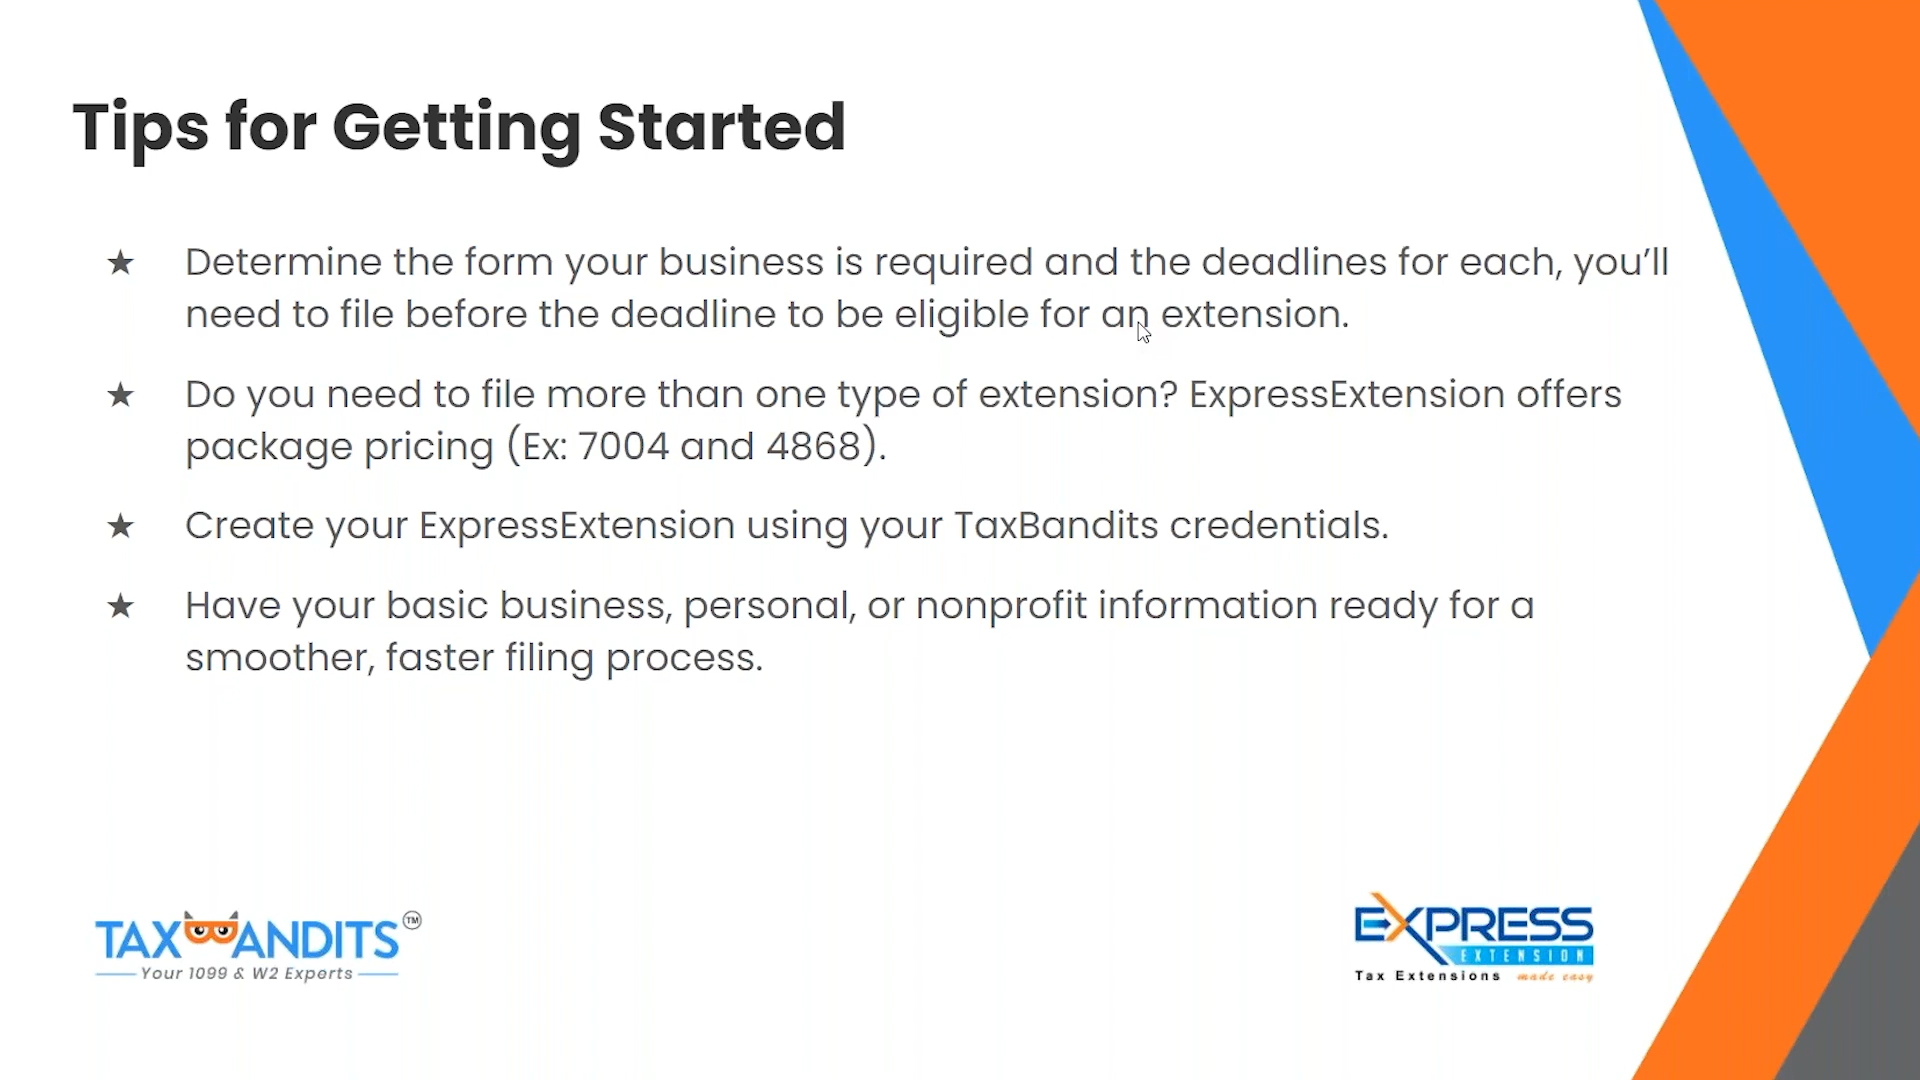 Tips for Getting Started
★ Determine the form your business is required and the deadlines for each, you’ll
need to file before the deadline to be eligible for an extension.
★ Do you need to file more than one type of extension? ExpressExtension offers
package pricing (Ex: 7004 and 4868).
★ Create your ExpressExtension using your TaxBandits credentials.
★ Have your basic business, personal, or nonprofit information ready for a
smoother, faster filing process.
TAXBANDITS TM
Your 1099 & W2 Experts
EXPRESS
EXTENSION
Tax Extensions made easy